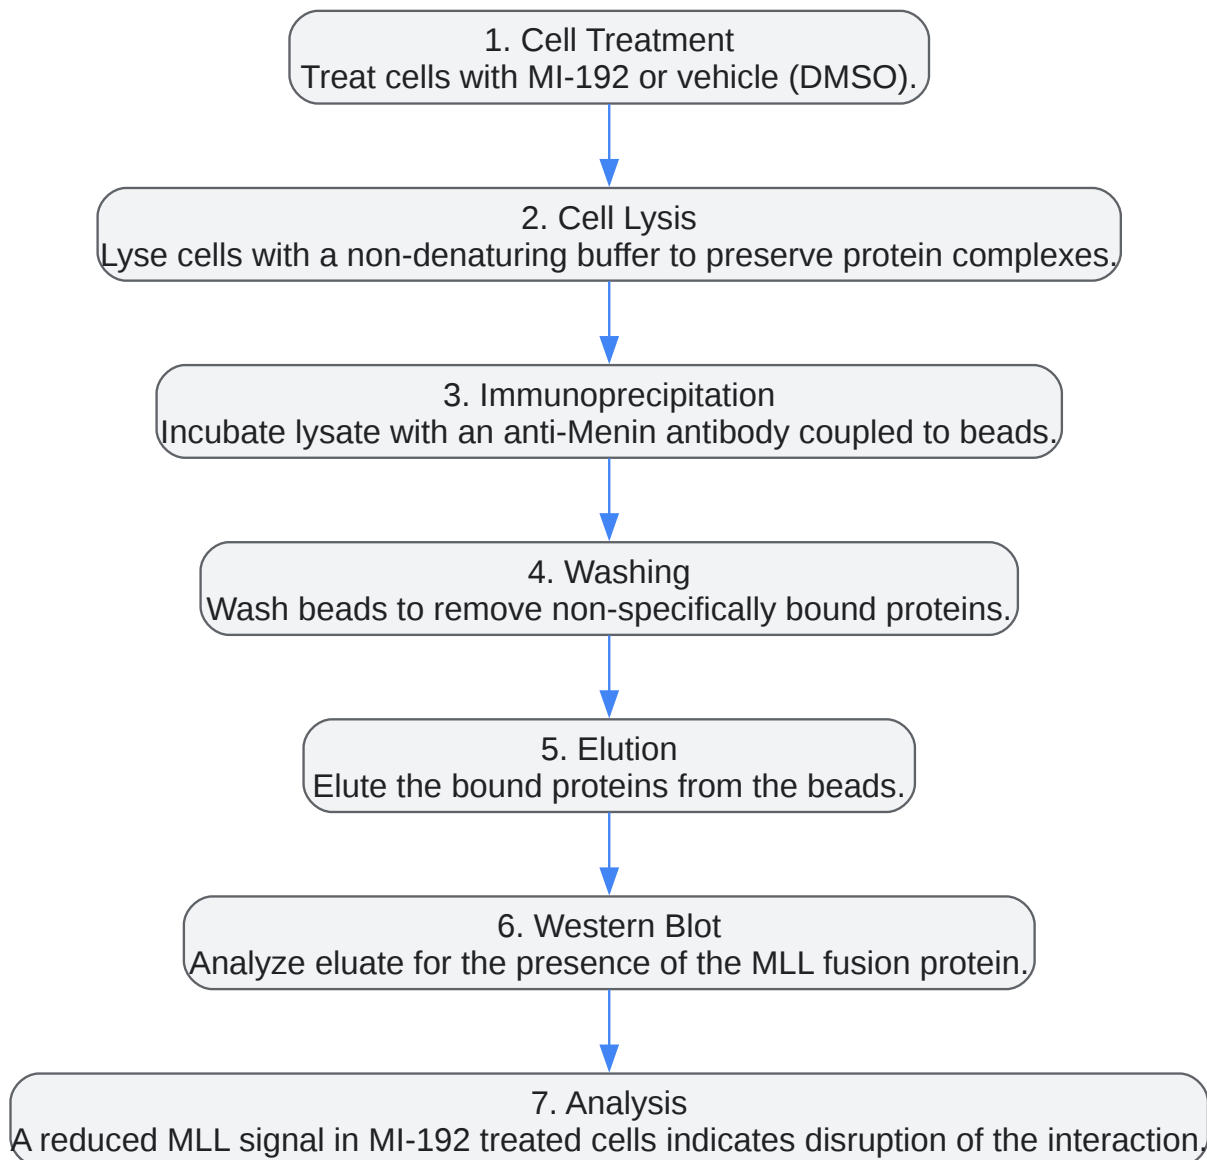 1. Cell Treatment
Treat cells with MI-192 or vehicle (DMSO).
2. Cell Lysis
Lyse cells with a non-denaturing buffer to preserve protein complexes.
3. Immunoprecipitation
Incubate lysate with an anti-Menin antibody coupled to beads.
4. Washing
Wash beads to remove non-specifically bound proteins.
5. Elution
Elute the bound proteins from the beads.
6. Western Blot
Analyze eluate for the presence of the MLL fusion protein.
7. Analysis
A reduced MLL signal in MI-192 treated cells indicates disruption of the interaction.